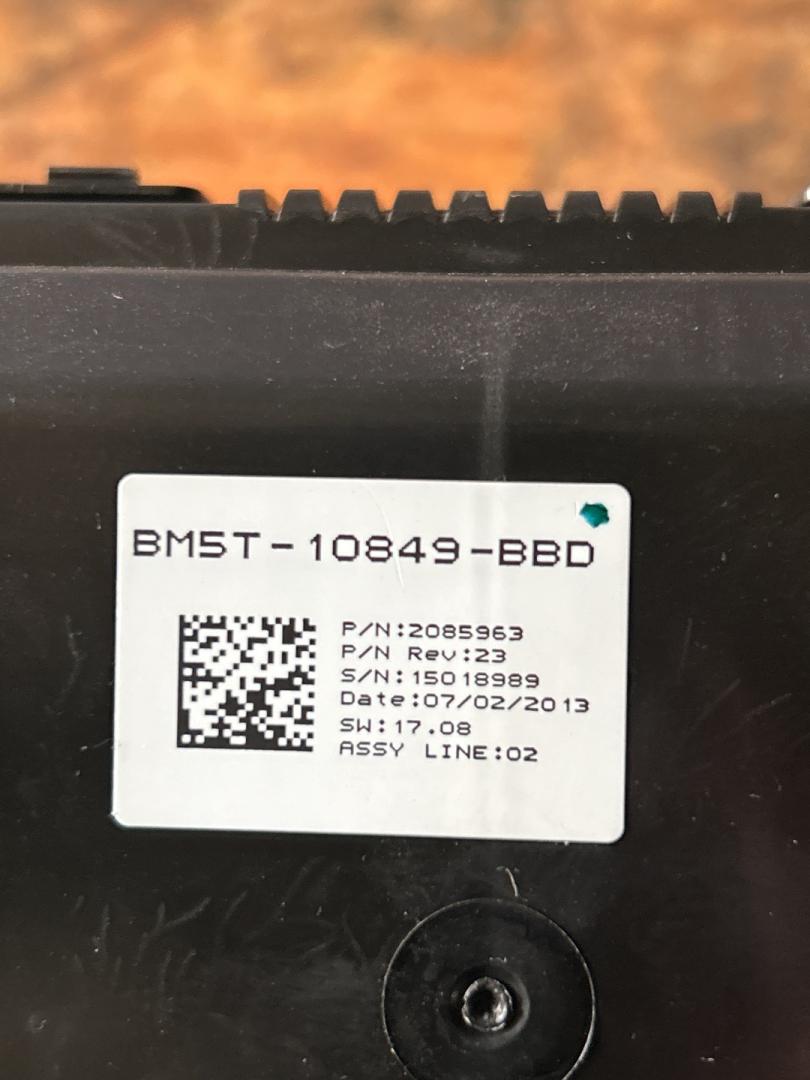 BM5T-10849-BBD
P/N:2085963
P/N Rev:23
S/N:15018989
Date:07/02/2013
SW:17.08
ASSY LINE:02